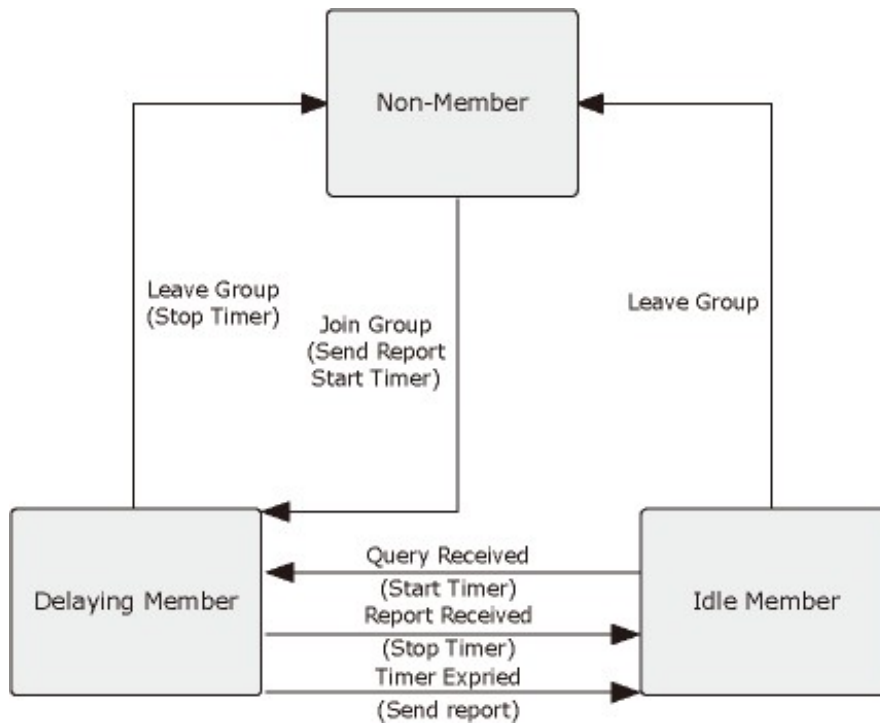 Non-Member
Leave Group
(Stop Timer)
Join Group
(Send Report
Start Timer)
Leave Group
Delaying Member
Query Received
(Start Timer)
Report Received
(Stop Timer)
Timer Expried
(Send report)
Idle Member